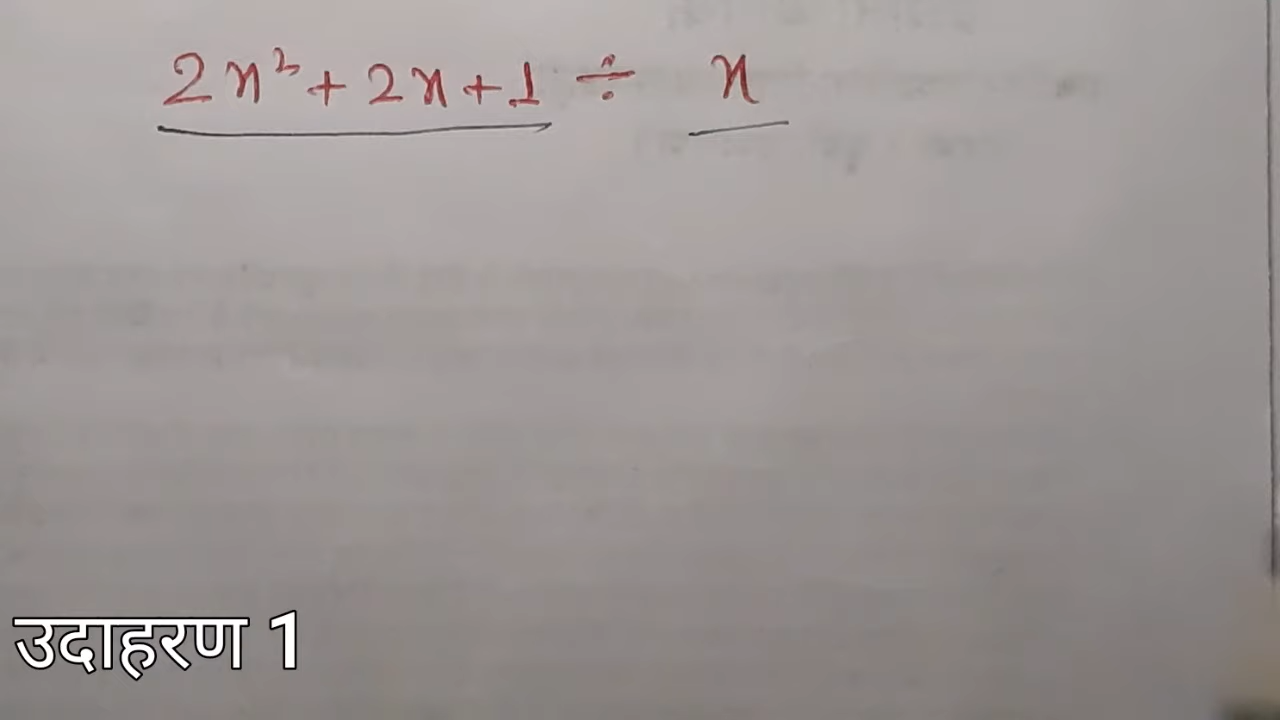 2x² + 2x + 1 ÷ x
उदाहरण 1